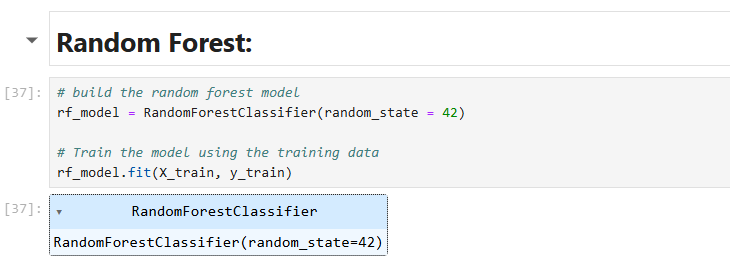 Random Forest:
[37]:
# build the random forest model
rf_model = RandomForestClassifier(random_state = 42)
# Train the model using the training data
rf_model.fit(X_train, y_train)
[37]:
RandomForestClassifier
RandomForestClassifier(random_state=42)